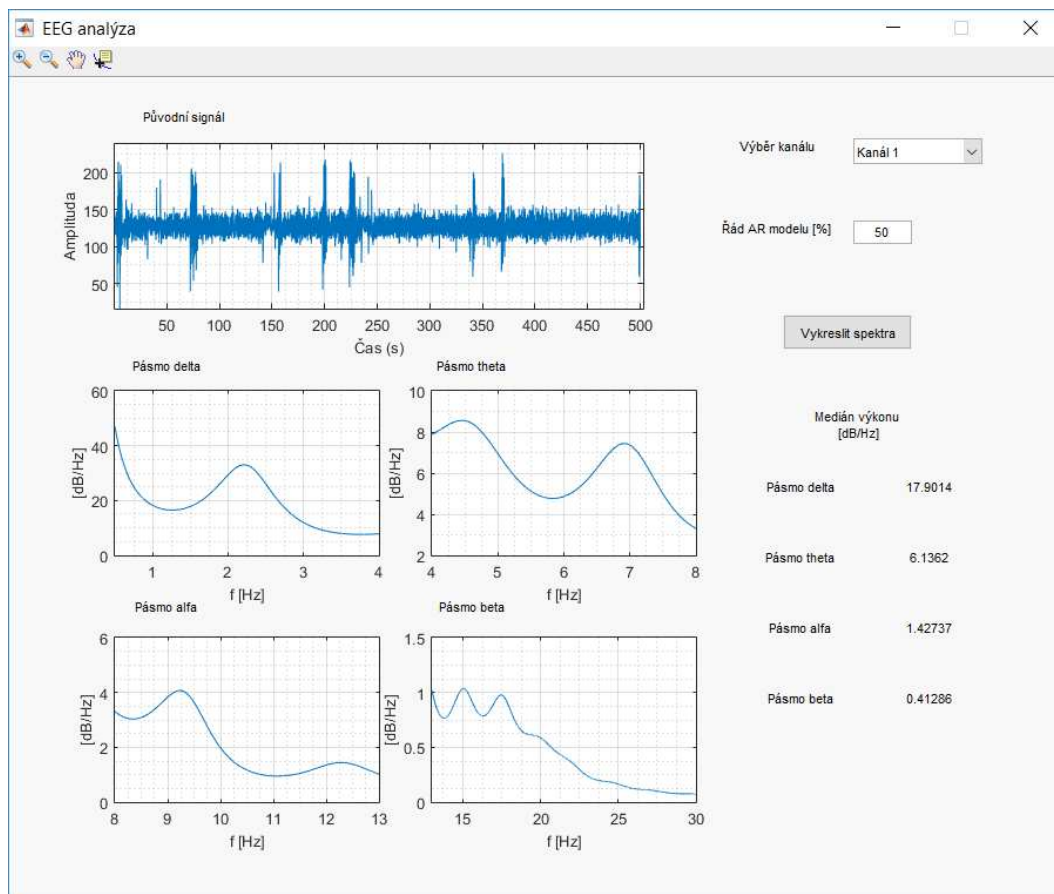 EEG analýza
Původní signál
Amplituda
200
150
100
50
50
100
150
200
250
300
350
400
450
500
Čas (s)
Výběr kanálu
Kanál 1
Řád AR modelu [%]
50
Vykreslit spektra
Pásmo delta
[dB/Hz]
60
40
20
0
1
2
3
4
f [Hz]
Pásmo theta
[dB/Hz]
10
8
6
4
2
4
5
6
7
8
f [Hz]
Pásmo alfa
[dB/Hz]
6
4
2
0
8
9
10
11
12
13
f [Hz]
Pásmo beta
[dB/Hz]
1.5
1
0.5
0
15
20
25
30
f [Hz]
Medián výkonu
[dB/Hz]
Pásmo delta 17.9014
Pásmo theta 6.1362
Pásmo alfa 1.42737
Pásmo beta 0.41286